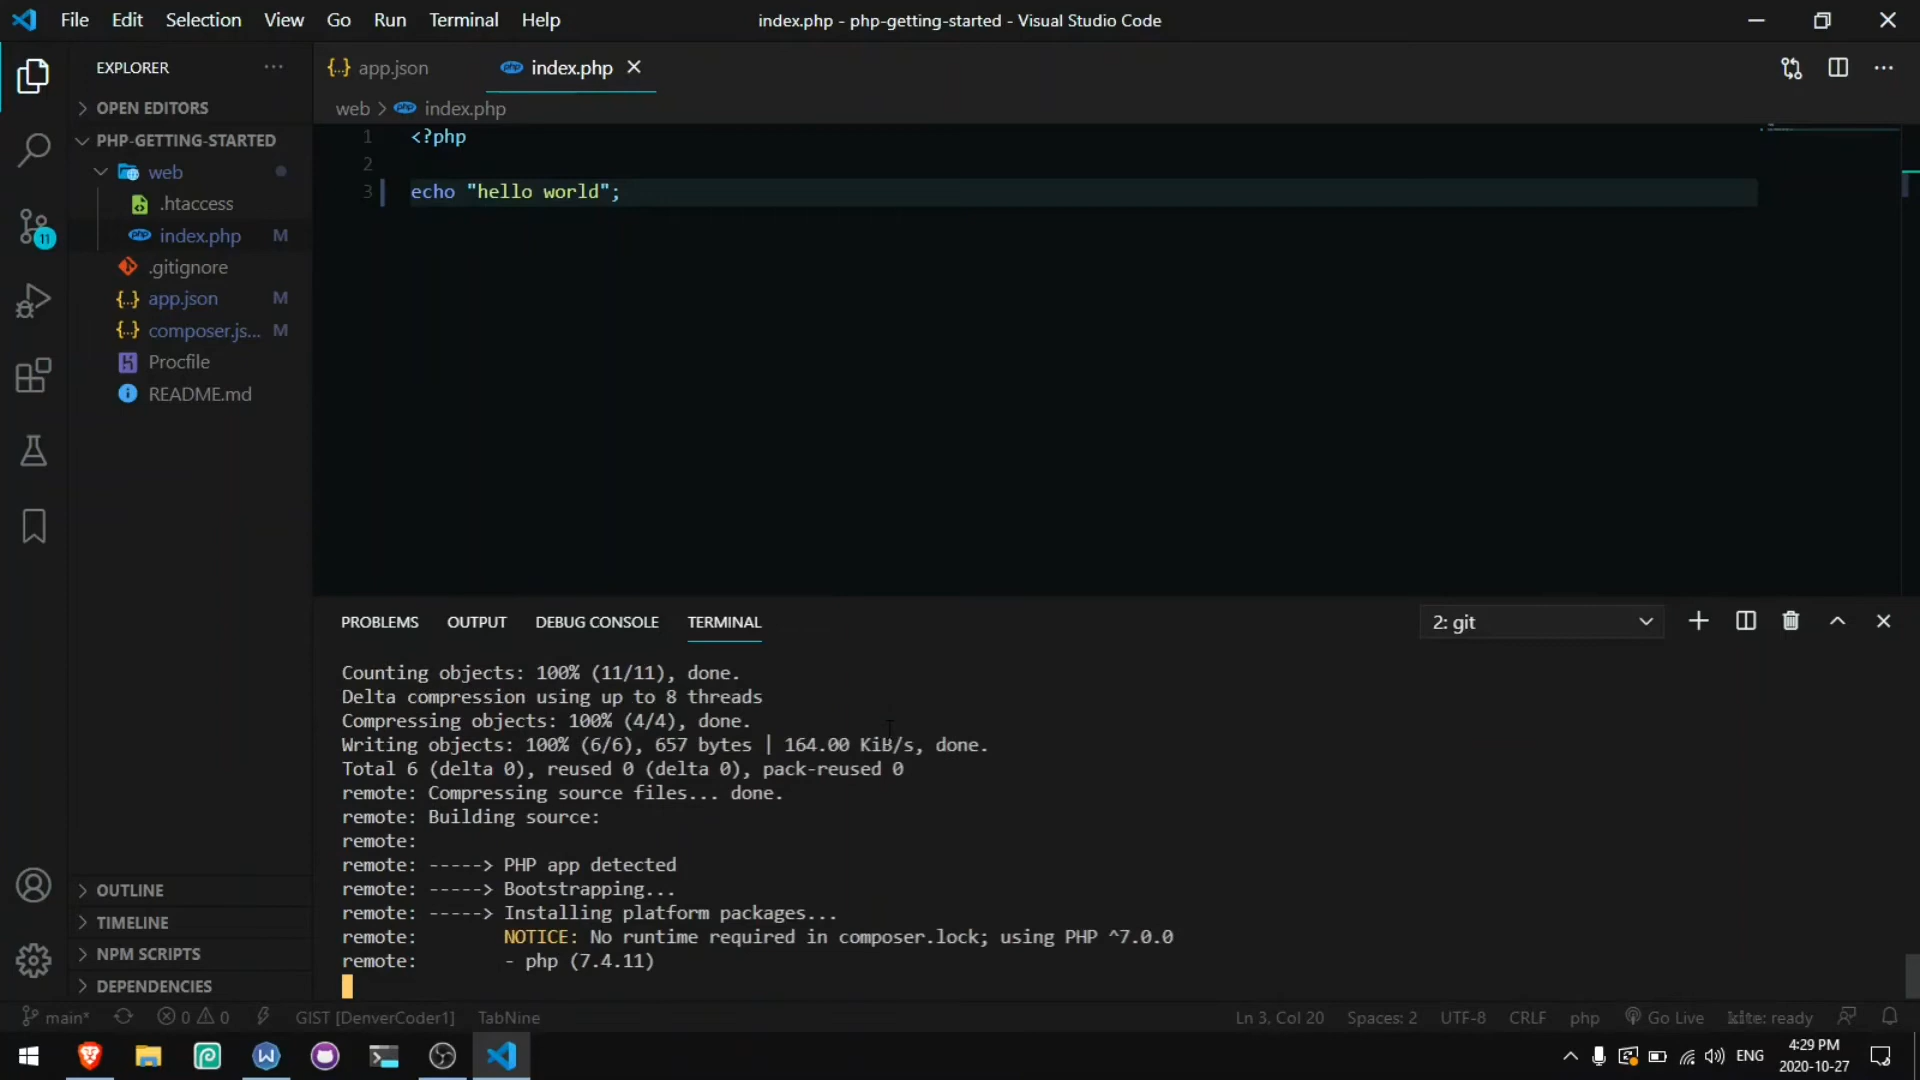 File Edit Selection View Go Run Terminal Help
index.php - php-getting-started - Visual Studio Code
EXPLORER
OPEN EDITORS
PHP-GETTING-STARTED
web
.htaccess
index.php M
.gitignore
app.json M
composer.js... M
Procfile
README.md
OUTLINE
TIMELINE
NPM SCRIPTS
DEPENDENCIES
11
app.json
index.php
web > index.php
1 <?php
2
3 echo "hello world";
PROBLEMS OUTPUT DEBUG CONSOLE TERMINAL
2: git
Counting objects: 100% (11/11), done.
Delta compression using up to 8 threads
Compressing objects: 100% (4/4), done.
Writing objects: 100% (6/6), 657 bytes | 164.00 KiB/s, done.
Total 6 (delta 0), reused 0 (delta 0), pack-reused 0
remote: Compressing source files... done.
remote: Building source:
remote:
remote: -----> PHP app detected
remote: -----> Bootstrapping...
remote: -----> Installing platform packages...
remote:        NOTICE: No runtime required in composer.lock; using PHP ^7.0.0
remote:        - php (7.4.11)
main* 0 0 GIST [DenverCoder1] TabNine
Ln 3, Col 20 Spaces: 2 UTF-8 CRLF php Go Live kite: ready
ENG
4:29 PM
2020-10-27